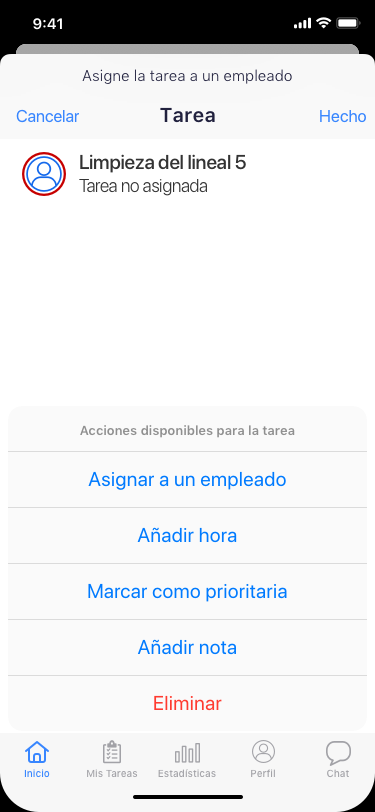 9:41
Asigne la tarea a un empleado
Cancelar Tarea Hecho
Limpieza del lineal 5
Tarea no asignada
Acciones disponibles para la tarea
Asignar a un empleado
Añadir hora
Marcar como prioritaria
Añadir nota
Eliminar
Inicio Mis Tareas Estadísticas Perfil Chat